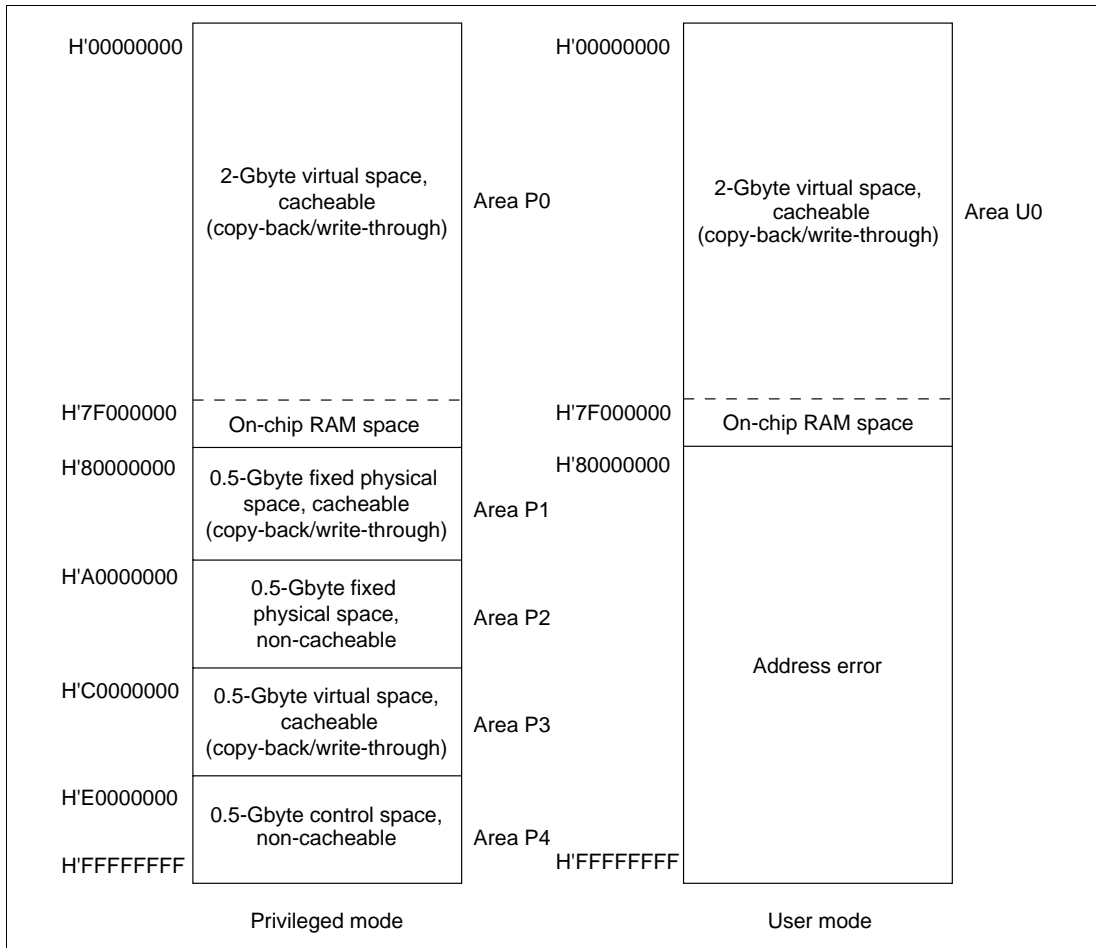 H'00000000
2-Gbyte virtual space,
cacheable
(copy-back/write-through)
Area P0
H'7F000000
On-chip RAM space
H'80000000
0.5-Gbyte fixed physical
space, cacheable
(copy-back/write-through)
Area P1
H'A0000000
0.5-Gbyte fixed
physical space,
non-cacheable
Area P2
H'C0000000
0.5-Gbyte virtual space,
cacheable
(copy-back/write-through)
Area P3
H'E0000000
0.5-Gbyte control space,
non-cacheable
Area P4
H'FFFFFFFF
Privileged mode
H'00000000
2-Gbyte virtual space,
cacheable
(copy-back/write-through)
Area U0
H'7F000000
On-chip RAM space
H'80000000
Address error
H'FFFFFFFF
User mode